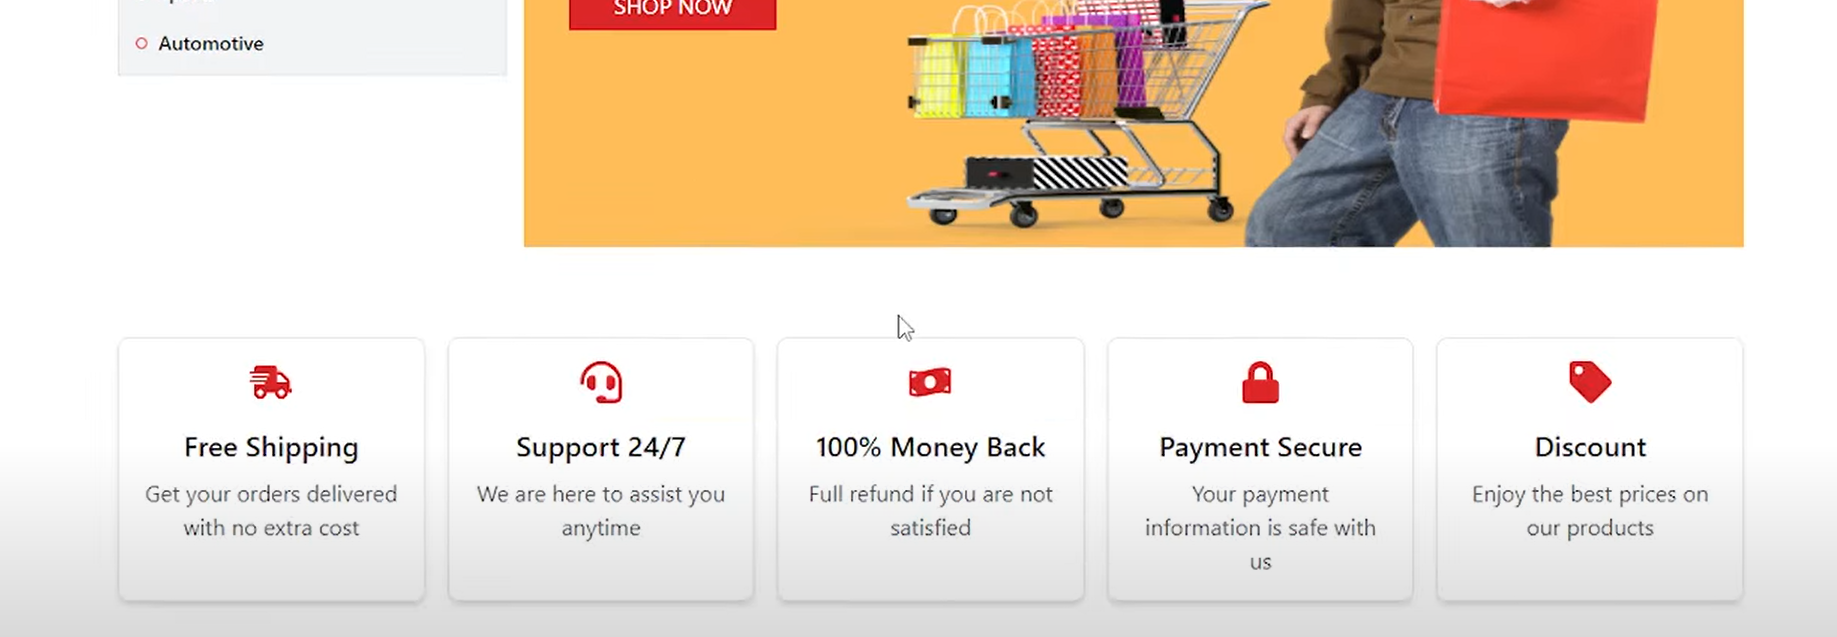 SHOP NOW
Automotive
Free Shipping
Get your orders delivered
with no extra cost
Support 24/7
We are here to assist you
anytime
100% Money Back
Full refund if you are not
satisfied
Payment Secure
Your payment
information is safe with
us
Discount
Enjoy the best prices on
our products